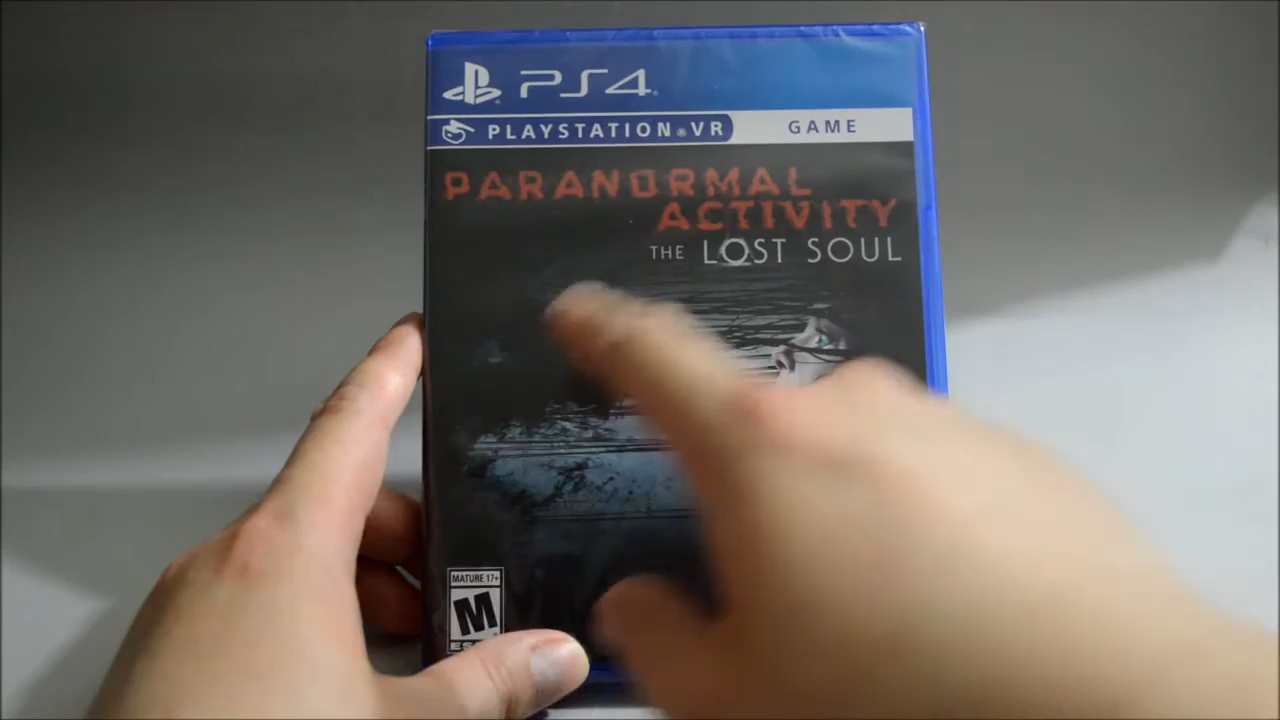 PS4
PLAYSTATION®VR GAME
PARANORMAL
ACTIVITY
THE LOST SOUL
MATURE 17+
M